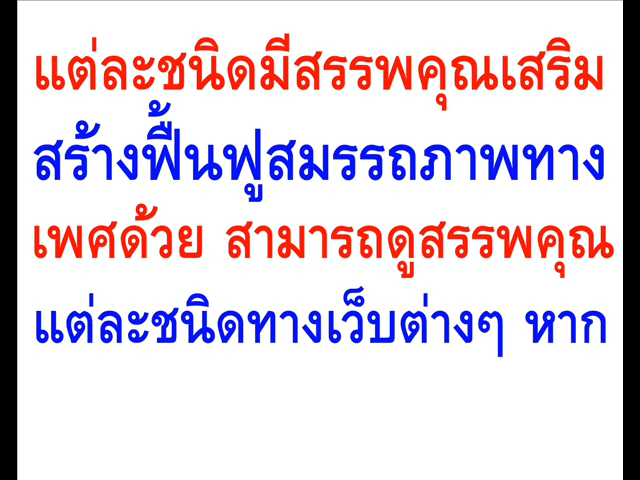 แต่ละชนิดมีสรรพคุณเสริม
สร้างฟื้นฟูสมรรถภาพทาง
เพศด้วย สามารถดูสรรพคุณ
แต่ละชนิดทางเว็บต่างๆ หาก